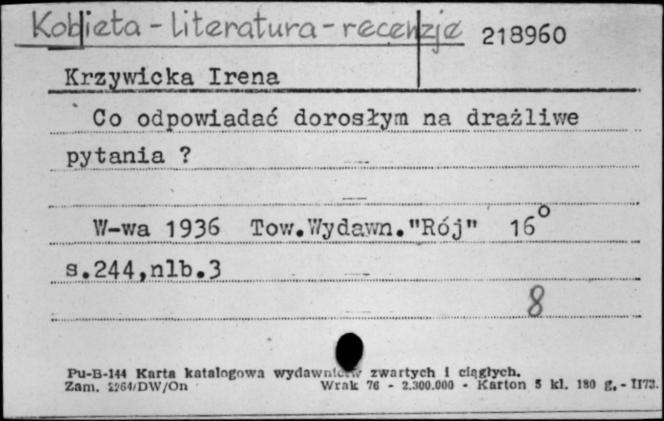 Kobieta - literatura - recenzje 218960
Krzywicka Irena
Co odpowiadać dorosłym na drażliwe
pytania ?
W-wa 1936 Tow.Wydawn."Rój" 16°
s.244,nlb.3
8
Pu-B-144 Karta katalogowa wydawnictw zwartych i ciągłych.
Zam. 2264/DW/On Wrak 76 - 2.300.000 - Karton 5 kl. 180 g. - II73.